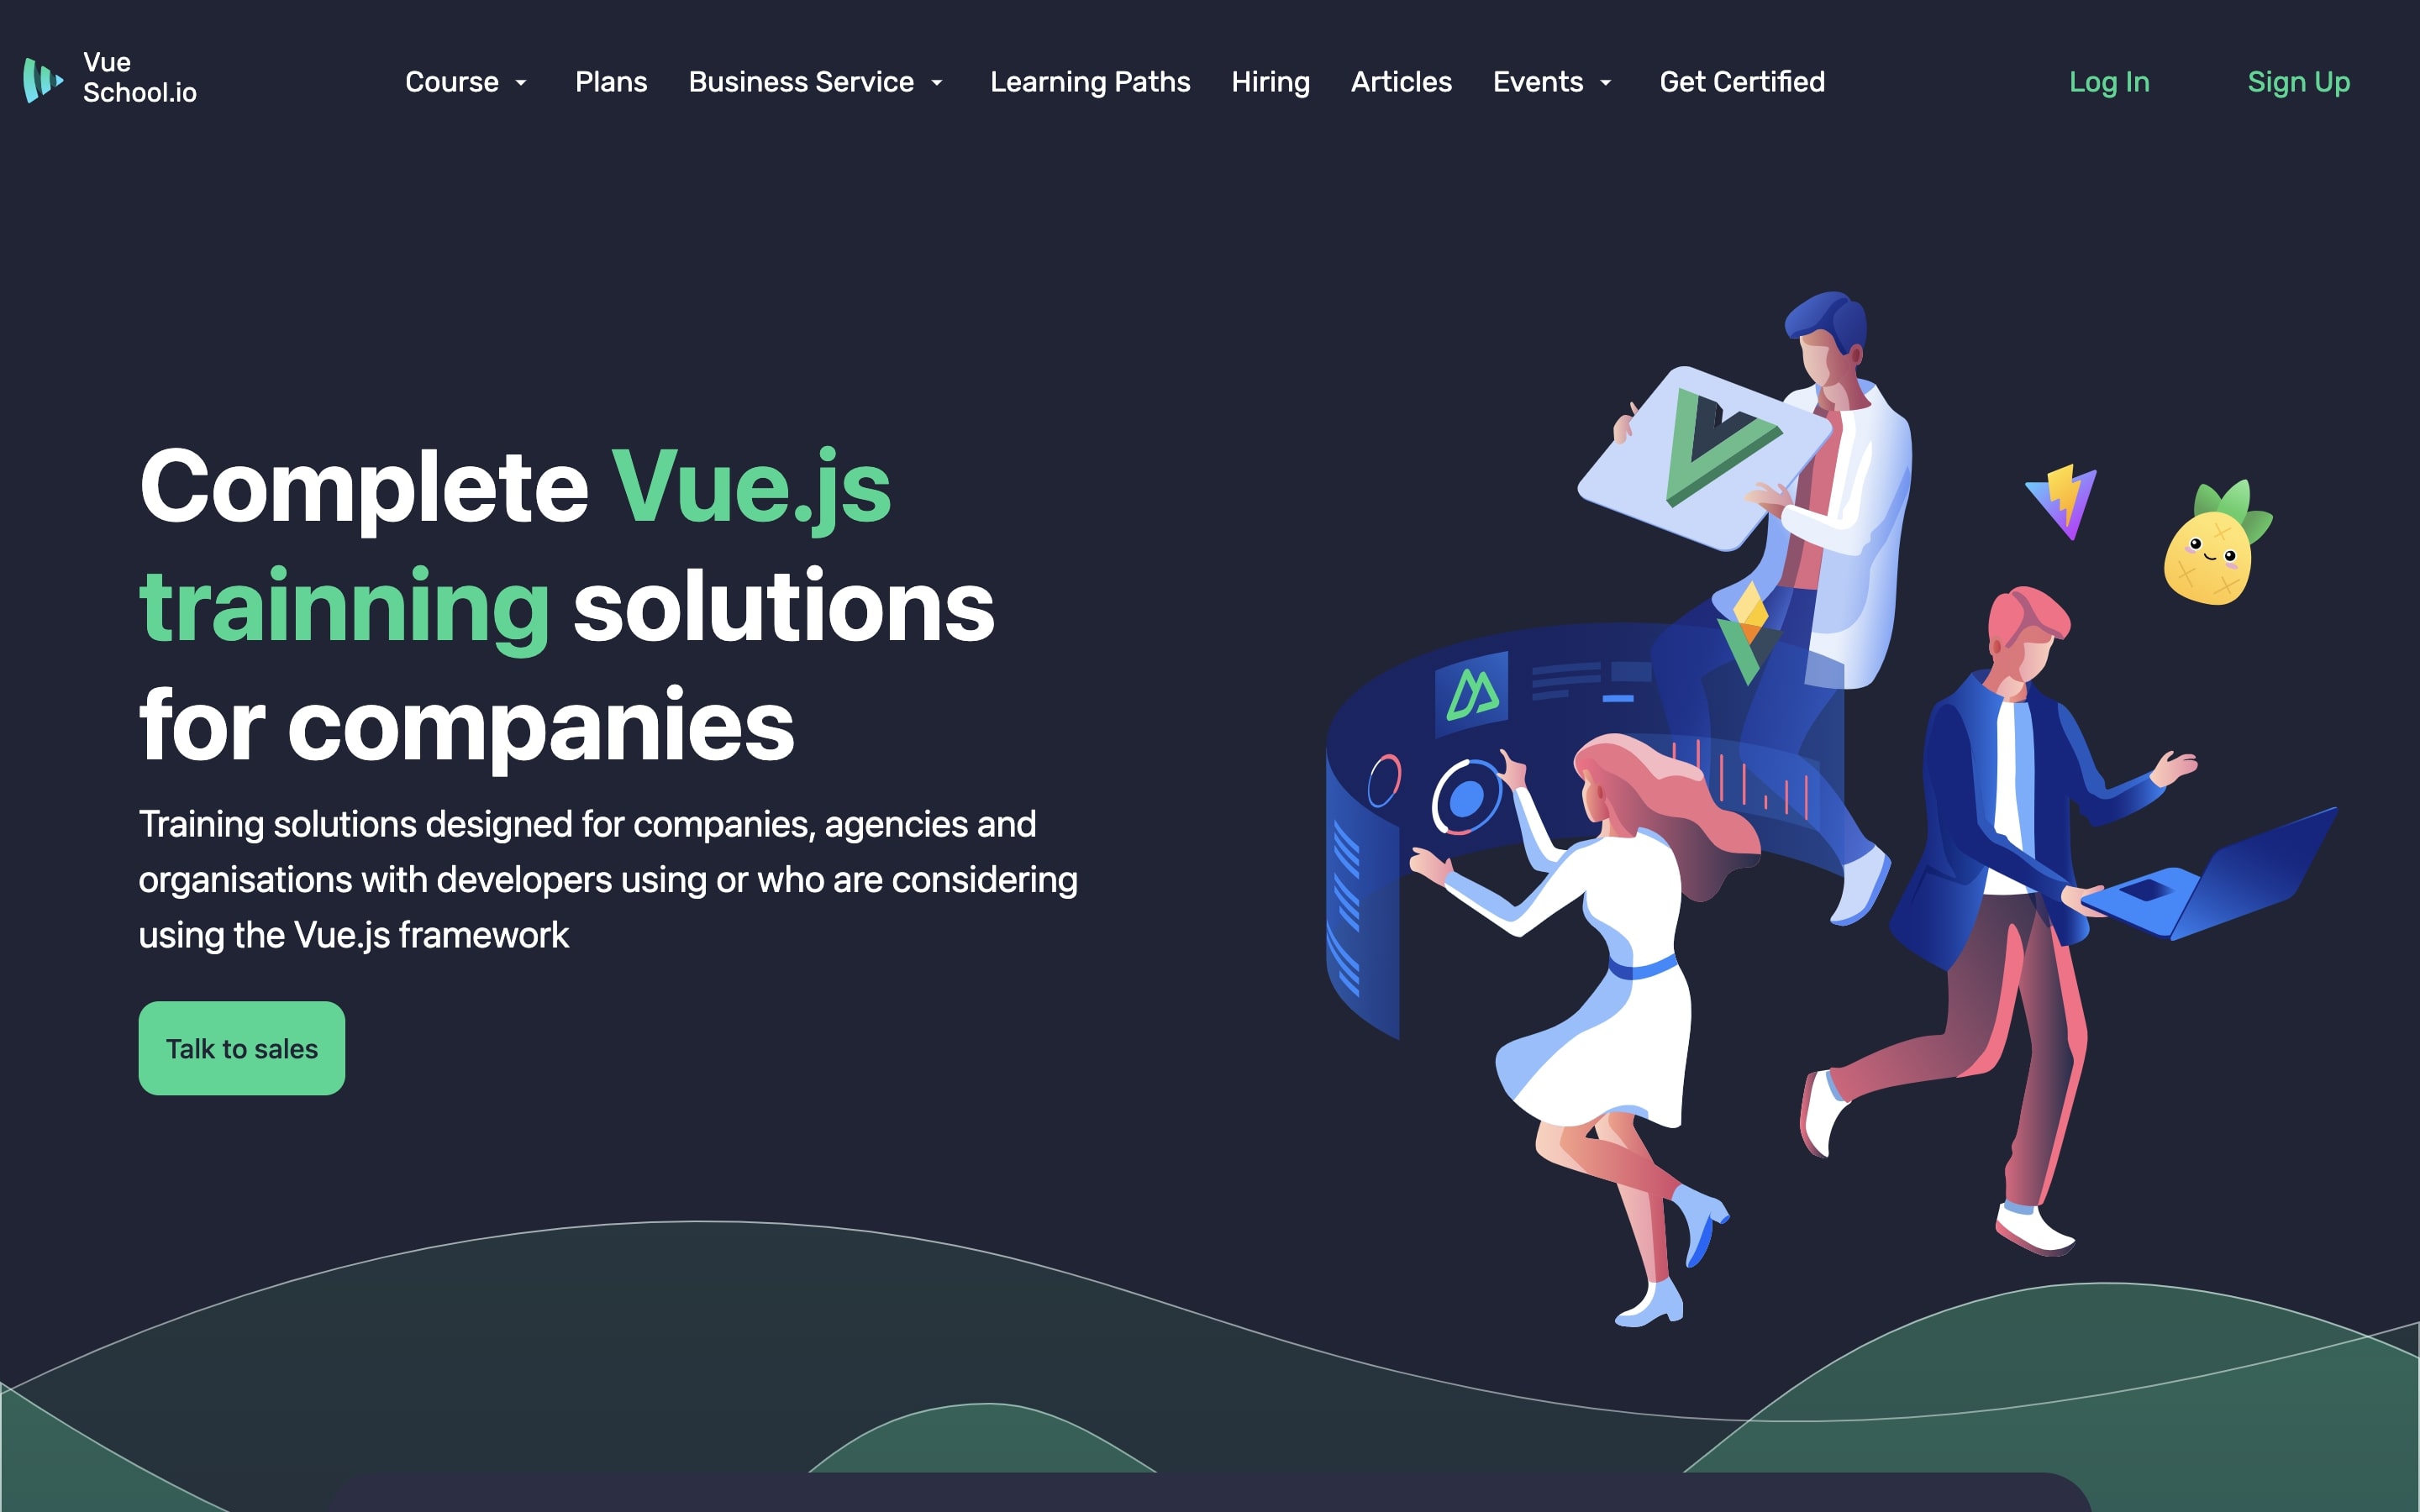 Vue
School.io
Course Plans Business Service Learning Paths Hiring Articles Events Get Certified Log In Sign Up
Complete Vue.js
trainning solutions
for companies
Training solutions designed for companies, agencies and
organisations with developers using or who are considering
using the Vue.js framework
Talk to sales